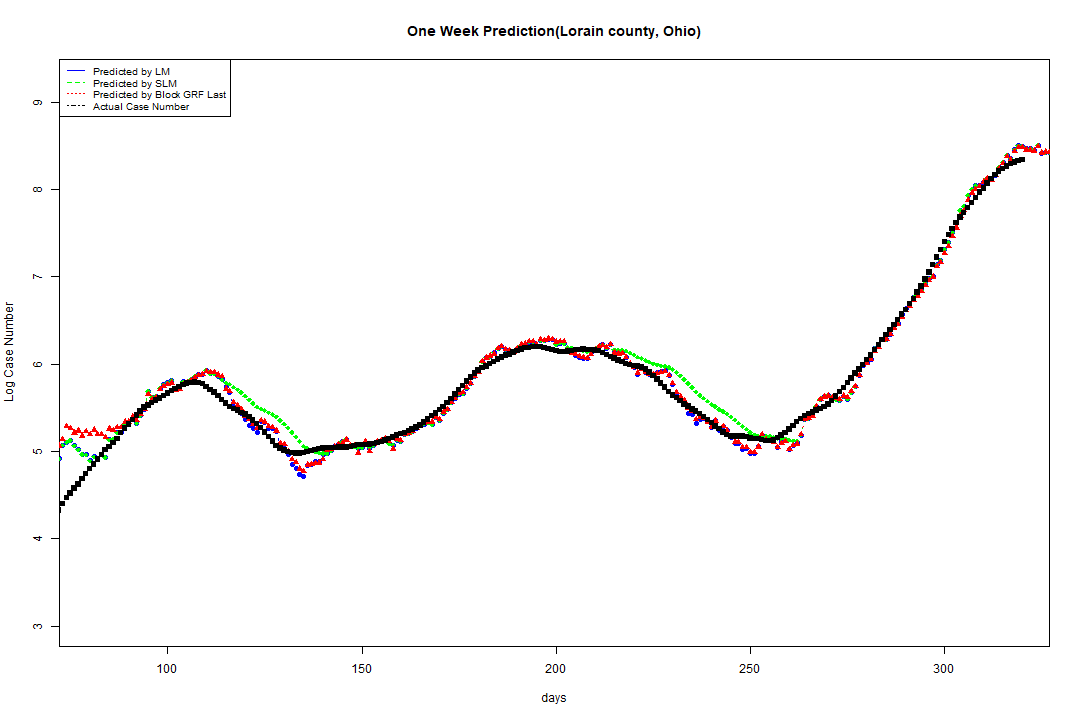 One Week Prediction(Lorain county, Ohio)
Predicted by LM
Predicted by SLM
Predicted by Block GRF Last
Actual Case Number
9
8
7
6
5
4
3
Log Case Number
100 150 200 250 300
days